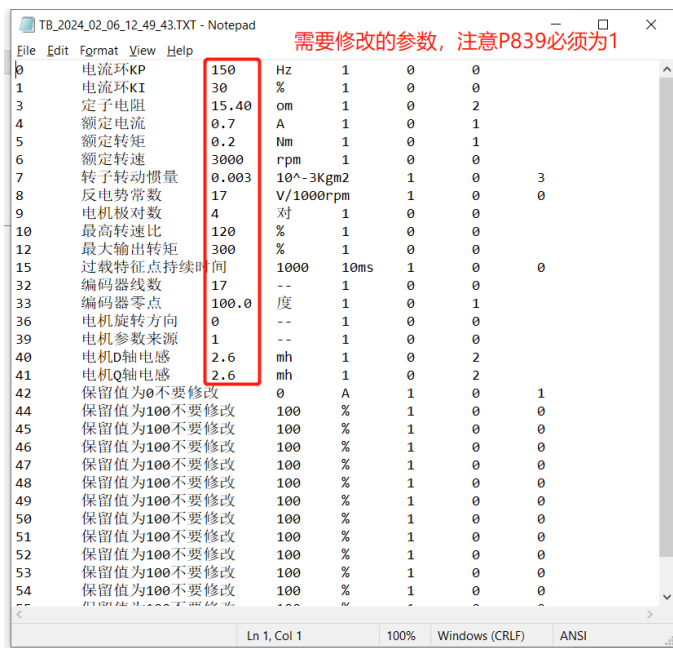 TB_2024_02_06_12_49_43.TXT - Notepad
需要修改的参数，注意P839必须为1
File Edit Format View Help
0 电流环KP 150 Hz 1 0 0
1 电流环KI 30 % 1 0 0
3 定子电阻 15.40 om 1 0 2
4 额定电流 0.7 A 1 0 1
5 额定转矩 0.2 Nm 1 0 1
6 额定转速 3000 rpm 1 0 0
7 转子转动惯量 0.003 10^-3Kgm2 1 0 3
8 反电势常数 17 V/1000rpm 1 0 0
9 电机极对数 4 对 1 0 0
10 最高转速比 120 % 1 0 0
12 最大输出转矩 300 % 1 0 0
15 过载特征点持续时间 1000 10ms 1 0 0
32 编码器线数 17 -- 1 0 0
33 编码器零点 100.0 度 1 0 1
36 电机旋转方向 0 -- 1 0 0
39 电机参数来源 1 -- 1 0 0
40 电机D轴电感 2.6 mh 1 0 2
41 电机Q轴电感 2.6 mh 1 0 2
42 保留值为0不要修改 0 A 1 0 1
44 保留值为100不要修改 100 % 1 0 0
45 保留值为100不要修改 100 % 1 0 0
46 保留值为100不要修改 100 % 1 0 0
47 保留值为100不要修改 100 % 1 0 0
48 保留值为100不要修改 100 % 1 0 0
49 保留值为100不要修改 100 % 1 0 0
50 保留值为100不要修改 100 % 1 0 0
51 保留值为100不要修改 100 % 1 0 0
52 保留值为100不要修改 100 % 1 0 0
53 保留值为100不要修改 100 % 1 0 0
54 保留值为100不要修改 100 % 1 0 0
Ln 1, Col 1 100% Windows (CRLF) ANSI